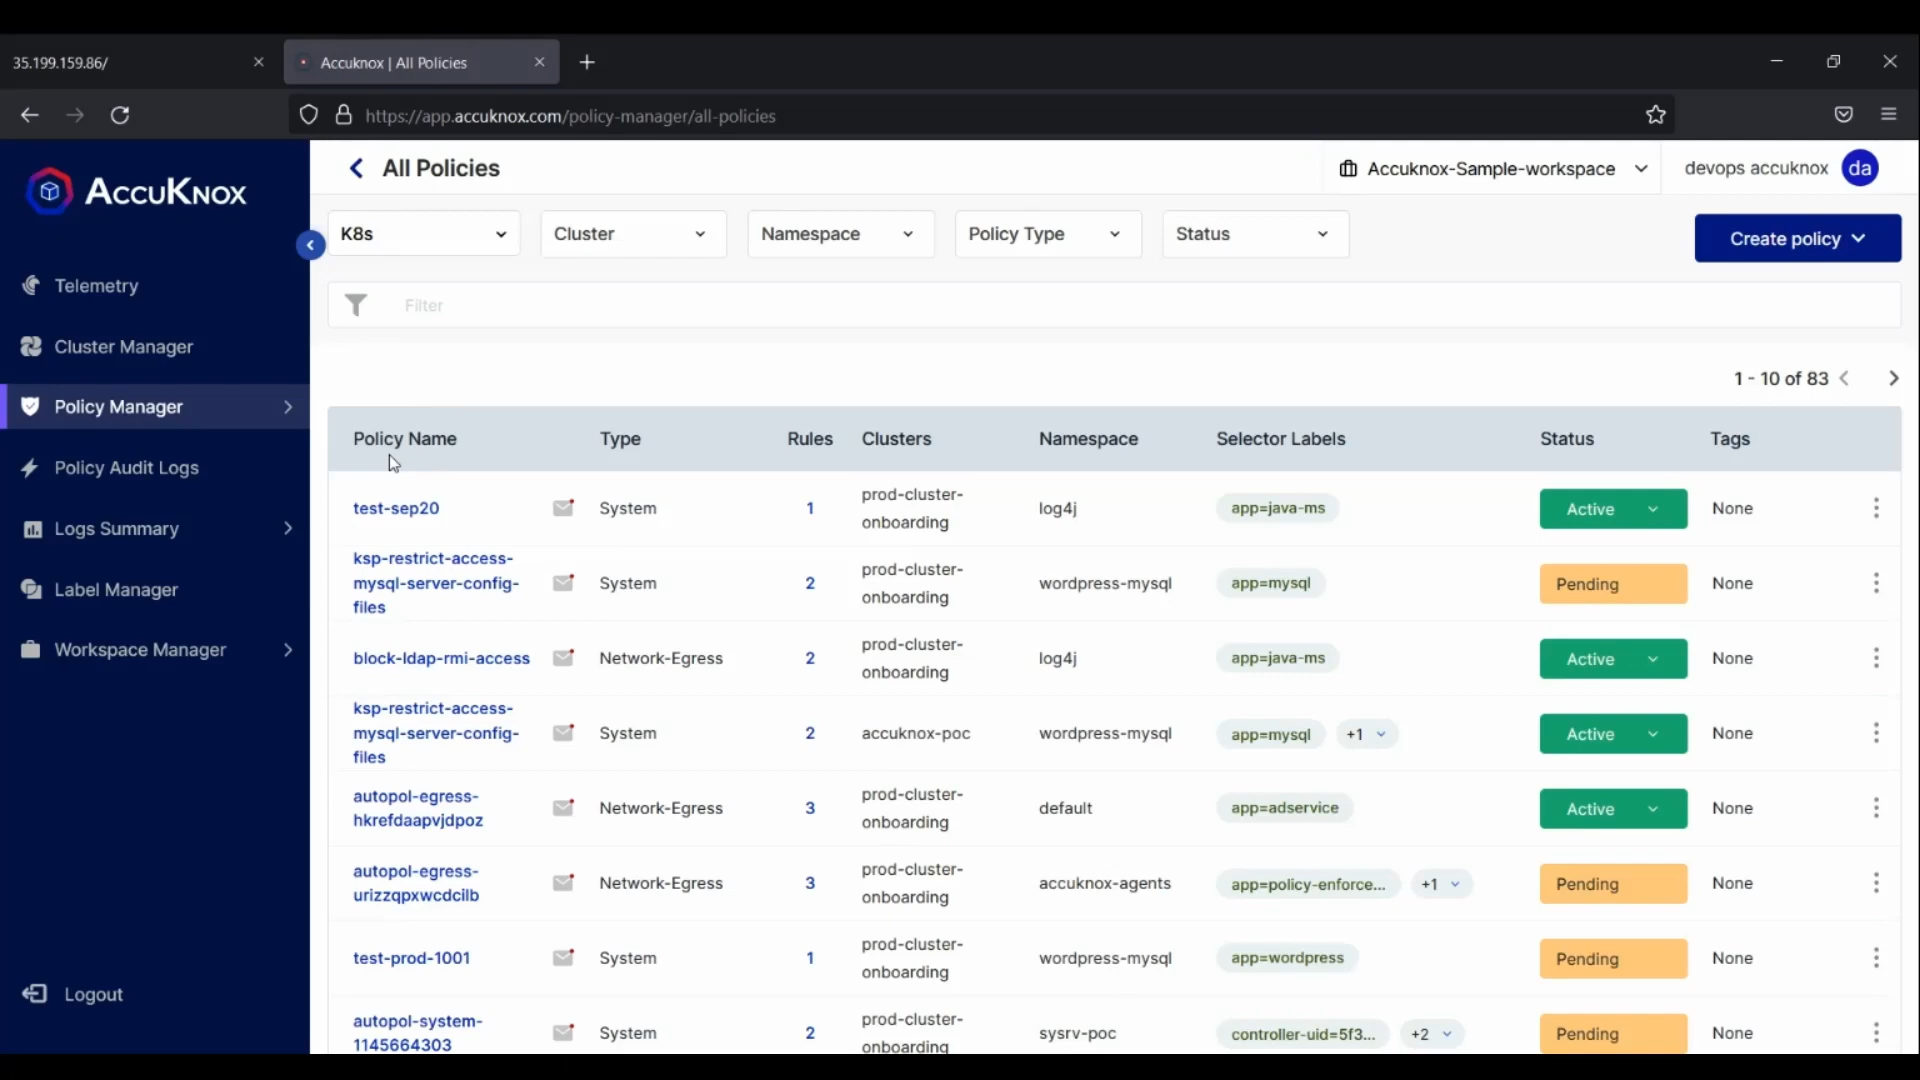 35.199.159.86/
Accuknox | All Policies
https://app.accuknox.com/policy-manager/all-policies
ACCUKNOX
All Policies
Accuknox-Sample-workspace
devops accuknox
da
K8s
Cluster
Namespace
Policy Type
Status
Create policy
Filter
Telemetry
Cluster Manager
Policy Manager
Policy Audit Logs
Logs Summary
Label Manager
Workspace Manager
Logout
1 - 10 of 83
Policy Name Type Rules Clusters Namespace Selector Labels Status Tags
test-sep20 System 1 prod-cluster-
onboarding log4j app=java-ms Active None
ksp-restrict-access-
mysql-server-config-
files System 2 prod-cluster-
onboarding wordpress-mysql app=mysql Pending None
block-ldap-rmi-access Network-Egress 2 prod-cluster-
onboarding log4j app=java-ms Active None
ksp-restrict-access-
mysql-server-config-
files System 2 accuknox-poc wordpress-mysql app=mysql +1 Active None
autopol-egress-
hkrefdaapvjdpoz Network-Egress 3 prod-cluster-
onboarding default app=adservice Active None
autopol-egress-
urizzqpxwcdcilb Network-Egress 3 prod-cluster-
onboarding accuknox-agents app=policy-enforce... +1 Pending None
test-prod-1001 System 1 prod-cluster-
onboarding wordpress-mysql app=wordpress Pending None
autopol-system-
1145664303 System 2 prod-cluster-
onboarding sysrv-poc controller-uid=5f3... +2 Pending None